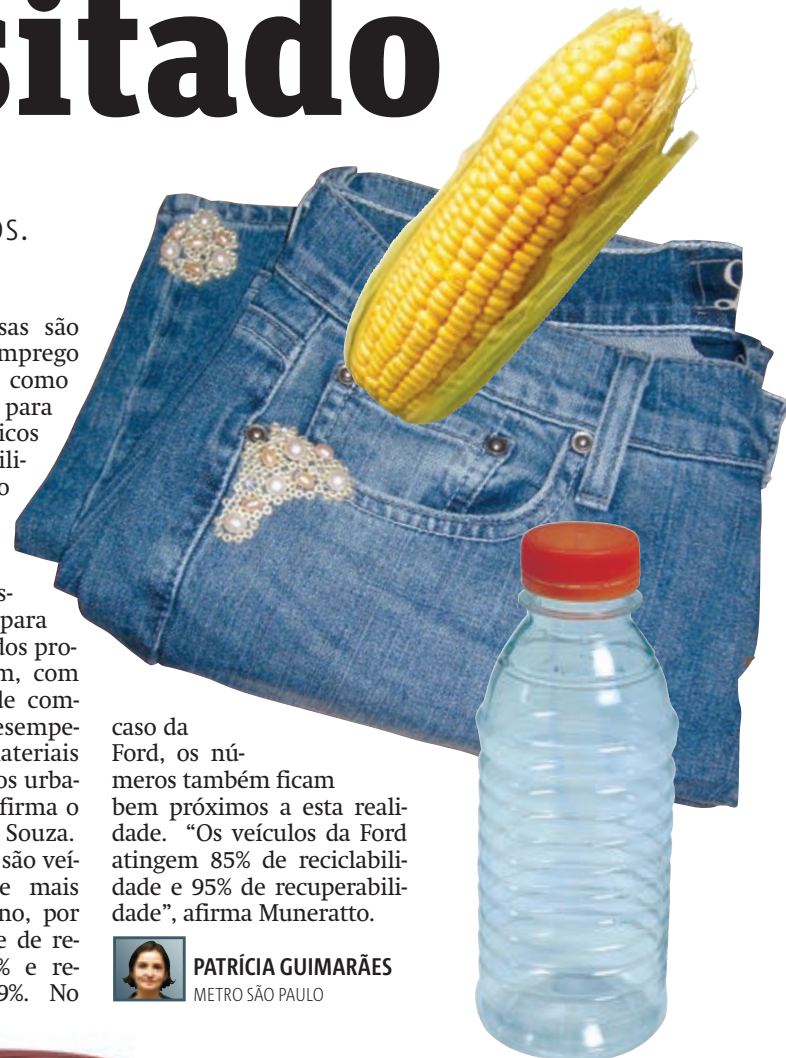 sitado
os.
sas são
mprego
como
para
icos
ili-
o
s-
para
dos pro-
m, com
de com-
esempe-
ateriais
os urba-
firma o
Souza.
são veí-
e mais
no, por
e de re-
% e re-
9%. No
caso da
Ford, os nú-
meros também ficam
bem próximos a esta reali-
dade. “Os veículos da Ford
atingem 85% de reciclabili-
dade e 95% de recuperabili-
dade”, afirma Muneratto.
PATRÍCIA GUIMARÃES
METRO SÃO PAULO